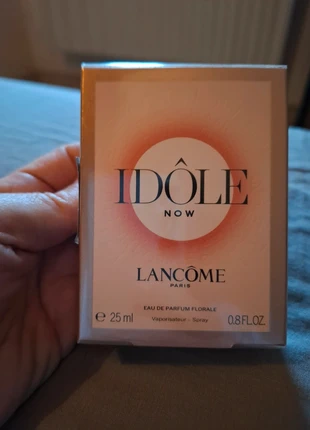 IDÔLE
NOW
LANCÔME
PARIS
EAU DE PARFUM FLORALE
Vaporisateur - Spray
e 25 ml 0.8 FL.OZ.